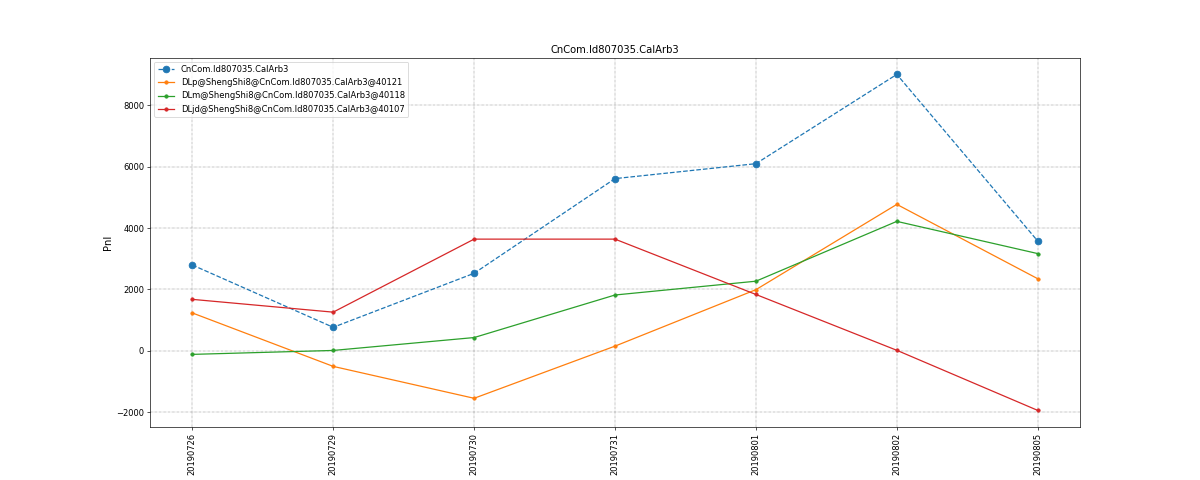 CnCom.Id807035.CalArb3
CnCom.Id807035.CalArb3
DLp@ShengShi8@CnCom.Id807035.CalArb3@40121
DLm@ShengShi8@CnCom.Id807035.CalArb3@40118
DLjd@ShengShi8@CnCom.Id807035.CalArb3@40107
Pnl
8000
6000
4000
2000
0
−2000
20190726
20190729
20190730
20190731
20190801
20190802
20190805